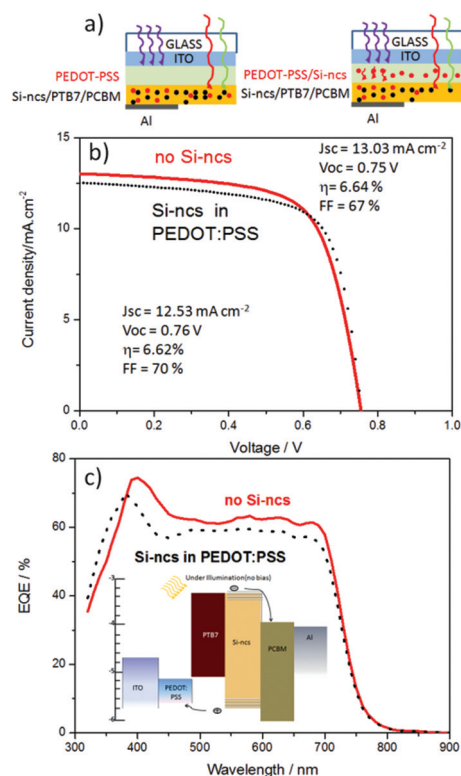 a)
GLASS
ITO
PEDOT-PSS
Si-ncs/PTB7/PCBM
Al
GLASS
ITO
PEDOT-PSS/Si-ncs
Si-ncs/PTB7/PCBM
Al
b)
no Si-ncs
Jsc = 13.03 mA cm⁻²
Voc = 0.75 V
η= 6.64 %
FF = 67 %
Si-ncs in
PEDOT:PSS
Jsc = 12.53 mA cm⁻²
Voc = 0.76 V
η= 6.62%
FF = 70 %
Current density/mA.cm⁻²
15
10
5
0
0.0 0.2 0.4 0.6 0.8 1.0
Voltage / V
c)
no Si-ncs
Si-ncs in PEDOT:PSS
Under Illumination(no bias)
-3
-4
-5
-6
PTB7
Si-ncs
PCBM
Al
ITO
PEDOT:
PSS
EQE / %
80
60
40
20
0
300 400 500 600 700 800 900
Wavelength / nm